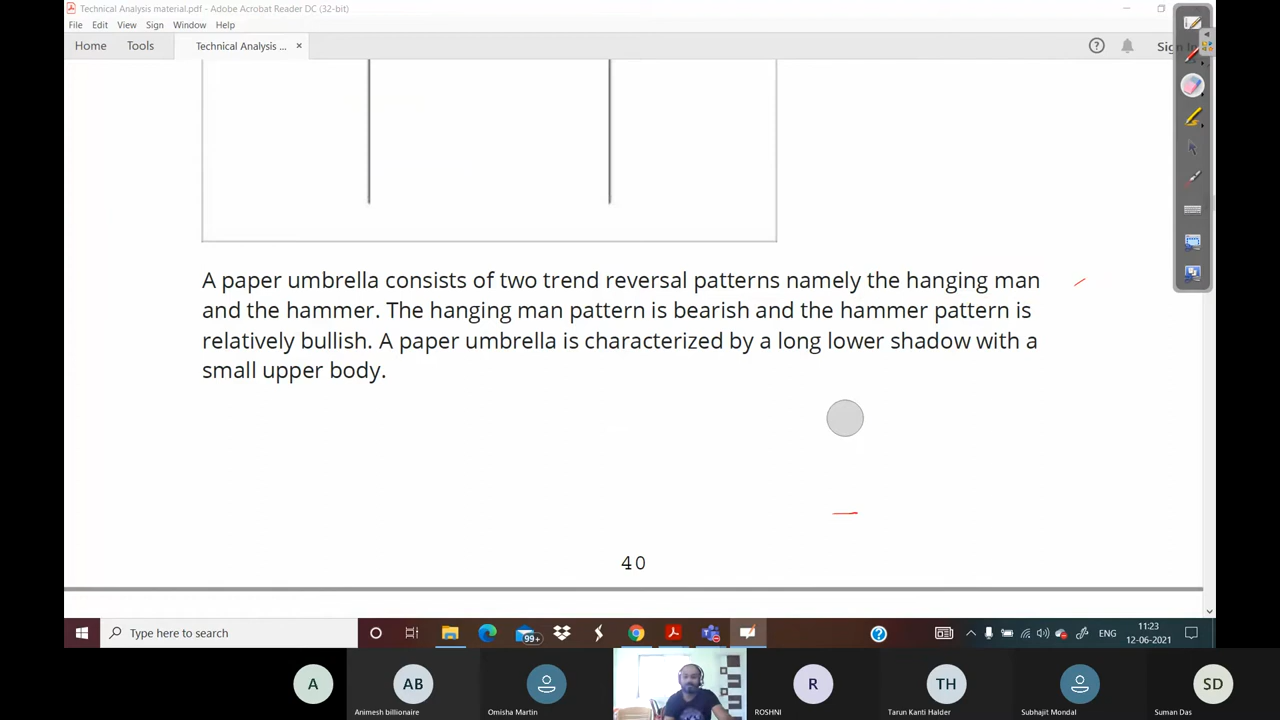 Technical Analysis material.pdf - Adobe Acrobat Reader DC (32-bit)
File Edit View Sign Window Help
Home Tools Technical Analysis ... × ? Sign In
A paper umbrella consists of two trend reversal patterns namely the hanging man
and the hammer. The hanging man pattern is bearish and the hammer pattern is
relatively bullish. A paper umbrella is characterized by a long lower shadow with a
small upper body.
40
Type here to search 99+ ENG 11:23
12-06-2021
A AB R TH SD
Animesh billionaire Omisha Martin ROSHNI Tarun Kanti Halder Subhajit Mondal Suman Das